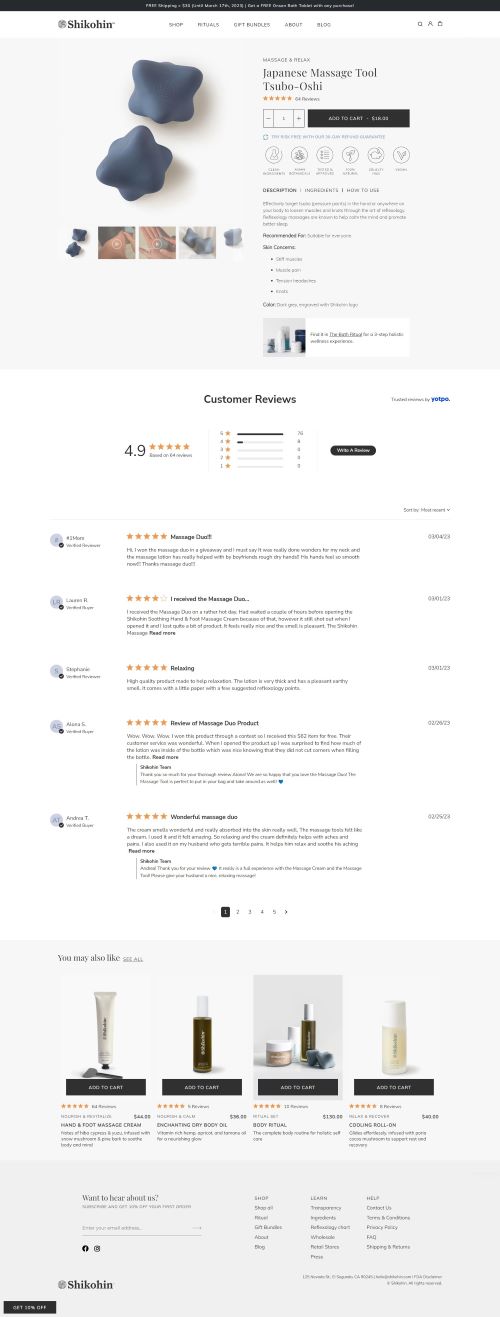 FREE Shipping > $30 (Until March 17th, 2023) | Get a FREE Onsen Bath Tablet with any purchase!
Shikohin
SHOP RITUALS GIFT BUNDLES ABOUT BLOG
MASSAGE & RELAX
Japanese Massage Tool
Tsubo-Oshi
64 Reviews
1 ADD TO CART - $18.00
TRY RISK FREE WITH OUR 30-DAY REFUND GUARANTEE
CLEAN INGREDIENTS
ASIAN BOTANICALS
TESTED & APPROVED
100% NATURAL
CRUELTY FREE
VEGAN
DESCRIPTION | INGREDIENTS | HOW TO USE
Effectively target tsubo (pressure points) in the hand or anywhere on
your body to loosen muscles and knots through the art of reflexology.
Reflexology massages are known to help calm the mind and promote
better sleep.
Recommended For: Suitable for everyone.
Skin Concerns:
Stiff muscles
Muscle pain
Tension headaches
Knots
Color: Dark grey, engraved with Shikohin logo
Find it in The Bath Ritual for a 3-step holistic
wellness experience.
Customer Reviews
Trusted reviews by yotpo.
4.9
Based on 64 reviews
5 76
4 8
3 0
2 0
1 0
Write A Review
Sort by: Most recent
#1Mom
Verified Reviewer
Massage Duo!!!
03/04/23
Hi, I won the massage duo in a giveaway and I must say it was really done wonders for my neck and
the massage lotion has really helped with by boyfriends rough dry hands!! His hands feel so smooth
now!!! Thanks massage duo!!!
LR
Lauren R.
Verified Buyer
I received the Massage Duo...
03/01/23
I received the Massage Duo on a rather hot day. Had waited a couple of hours before opening the
Shikohin Soothing Hand & Foot Massage Cream because of that, however it still shot out when I
opened it and I lost quite a bit of product. It feels really nice and the smell is pleasant. The Shikohin
Massage Read more
S
Stephanie
Verified Reviewer
Relaxing
03/01/23
High quality product made to help relaxation. The lotion is very thick and has a pleasant earthy
smell. It comes with a little paper with a few suggested reflexology points.
AS
Alona S.
Verified Buyer
Review of Massage Duo Product
02/26/23
Wow. Wow. Wow. I won this product through a contest so I received this $62 item for free. Their
customer service was wonderful. When I opened the product up I was surprised to find how much of
the lotion was inside of the bottle which was nice knowing that they did not cut corners when filling
the bottle. Read more
Shikohin Team
Thank you so much for your thorough review Alona! We are so happy that you love the Massage Duo! The
Massage Tool is perfect to put in your bag and take around as well! 💙
AT
Andrea T.
Verified Buyer
Wonderful massage duo
02/25/23
The cream smells wonderful and really absorbed into the skin really well. The massage tools felt like
a dream. I used it and it felt amazing. So relaxing and the cream definitely helps with aches and
pains. I also used it on my husband who gets terrible pains. It helps him relax and soothe his aching
Read more
Shikohin Team
Andrea! Thank you for your review 💙 It really is a full experience with the Massage Cream and the Massage
Tool! Please give your husband a nice, relaxing massage!
1 2 3 4 5
You may also like SEE ALL
ADD TO CART ADD TO CART ADD TO CART ADD TO CART
64 Reviews 5 Reviews 10 Reviews 8 Reviews
NOURISH & REVITALIZE $44.00
HAND & FOOT MASSAGE CREAM
Notes of hiba cypress & yuzu, infused with
snow mushroom & pine bark to soothe
body and mind
NOURISH & CALM $36.00
ENCHANTING DRY BODY OIL
Vitamin rich hemp, apricot, and tamanu oil
for a nourishing glow
RITUAL SET $130.00
BODY RITUAL
The complete body routine for holistic self
care
RELAX & RECOVER $40.00
COOLING ROLL-ON
Glides effortlessly, infused with poria
cocos mushroom to support rest and
recovery
Want to hear about us?
SUBSCRIBE AND GET 10% OFF YOUR FIRST ORDER
Enter your email address...
SHOP
Shop all
Ritual
Gift Bundles
About
Blog
LEARN
Transparency
Ingredients
Reflexology chart
Wholesale
Retail Stores
Press
HELP
Contact Us
Terms & Conditions
Privacy Policy
FAQ
Shipping & Returns
Shikohin
125 Nevada St, El Segundo, CA 90245 | hello@shikohin.com | FDA Disclaimer
© Shikohin. All rights reserved.
GET 10% OFF